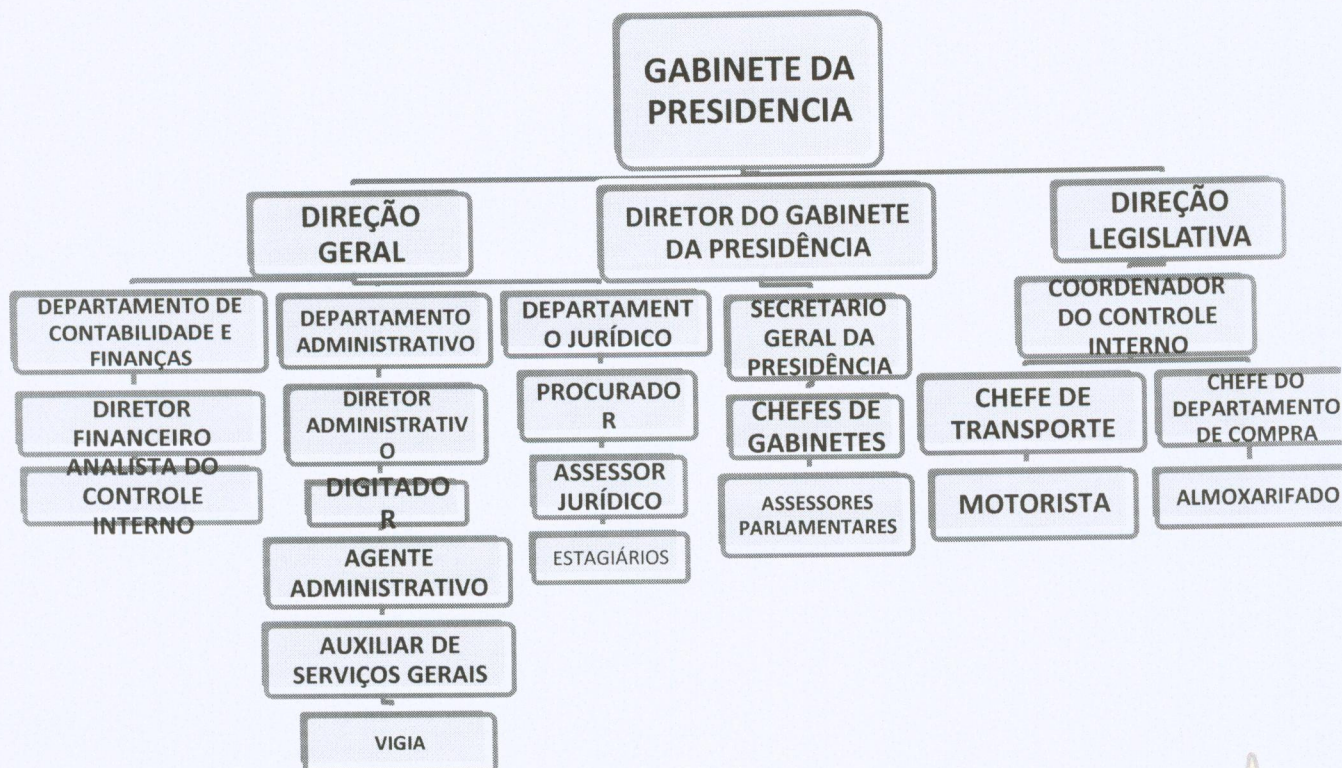 GABINETE DA
PRESIDENCIA
DIREÇÃO
GERAL
DIRETOR DO GABINETE
DA PRESIDÊNCIA
DIREÇÃO
LEGISLATIVA
DEPARTAMENTO DE
CONTABILIDADE E
FINANÇAS
DIRETOR
FINANCEIRO
ANALISTA DO
CONTROLE
INTERNO
DEPARTAMENTO
ADMINISTRATIVO
DIRETOR
ADMINISTRATIV
O
DIGITADO
R
AGENTE
ADMINISTRATIVO
AUXILIAR DE
SERVIÇOS GERAIS
VIGIA
DEPARTAMENT
O JURÍDICO
PROCURADO
R
ASSESSOR
JURÍDICO
ESTAGIÁRIOS
SECRETARIO
GERAL DA
PRESIDÊNCIA
CHEFES DE
GABINETES
ASSESSORES
PARLAMENTARES
COORDENADOR
DO CONTROLE
INTERNO
CHEFE DE
TRANSPORTE
MOTORISTA
CHEFE DO
DEPARTAMENTO
DE COMPRA
ALMOXARIFADO